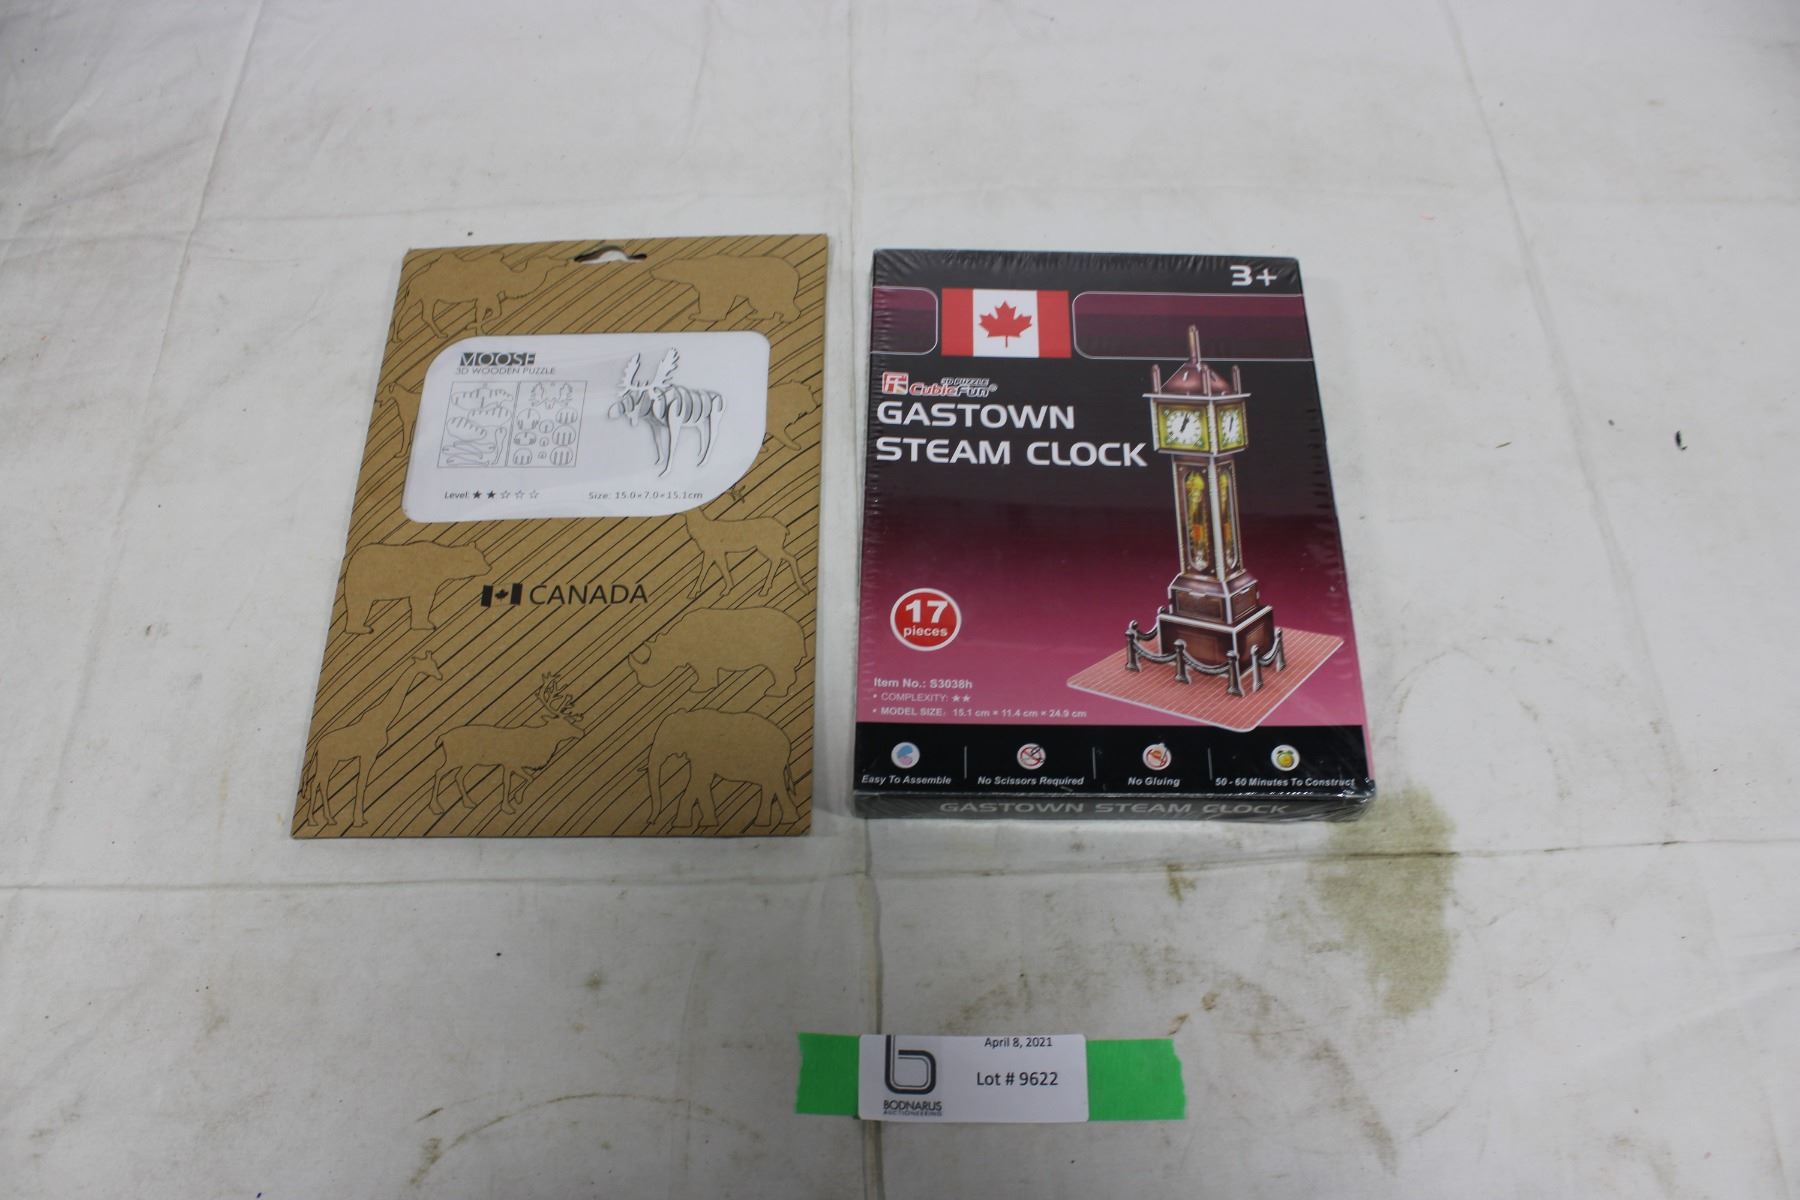 MOOSE
3D WOODEN PUZZLE
Level: ★★☆☆☆ Size: 15.0×7.0×15.1cm
CANADA
3+
3D PUZZLE
CubicFun®
GASTOWN
STEAM CLOCK
17
pieces
Item No.: S3038h
• COMPLEXITY: ★★
• MODEL SIZE: 15.1 cm × 11.4 cm × 24.9 cm
Easy To Assemble No Scissors Required No Gluing 50 - 60 Minutes To Construct
GASTOWN STEAM CLOCK
April 8, 2021
Lot # 9622
b
BODNARUS
AUCTIONEERING